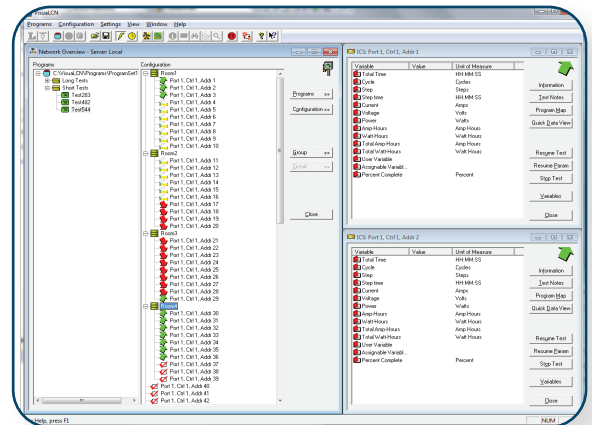 VisualLCN
Programs Configuration Settings View Window Help
Network Overview - Server: Local
Programs
C:\VisualLCN\Programs\ProgramSet1
Long Tests
Short Tests
Test283
Test482
Test544
Configuration
Room1
Port 1, Ctrl 1, Addr 1
Port 1, Ctrl 1, Addr 2
Port 1, Ctrl 1, Addr 3
Port 1, Ctrl 1, Addr 4
Port 1, Ctrl 1, Addr 5
Port 1, Ctrl 1, Addr 6
Port 1, Ctrl 1, Addr 7
Port 1, Ctrl 1, Addr 8
Port 1, Ctrl 1, Addr 9
Port 1, Ctrl 1, Addr 10
Room2
Port 1, Ctrl 1, Addr 11
Port 1, Ctrl 1, Addr 12
Port 1, Ctrl 1, Addr 13
Port 1, Ctrl 1, Addr 14
Port 1, Ctrl 1, Addr 15
Port 1, Ctrl 1, Addr 16
Port 1, Ctrl 1, Addr 17
Port 1, Ctrl 1, Addr 18
Port 1, Ctrl 1, Addr 19
Port 1, Ctrl 1, Addr 20
Room3
Port 1, Ctrl 1, Addr 21
Port 1, Ctrl 1, Addr 22
Port 1, Ctrl 1, Addr 23
Port 1, Ctrl 1, Addr 24
Port 1, Ctrl 1, Addr 25
Port 1, Ctrl 1, Addr 26
Port 1, Ctrl 1, Addr 27
Port 1, Ctrl 1, Addr 28
Port 1, Ctrl 1, Addr 29
Room4
Port 1, Ctrl 1, Addr 30
Port 1, Ctrl 1, Addr 31
Port 1, Ctrl 1, Addr 32
Port 1, Ctrl 1, Addr 33
Port 1, Ctrl 1, Addr 34
Port 1, Ctrl 1, Addr 35
Port 1, Ctrl 1, Addr 36
Port 1, Ctrl 1, Addr 37
Port 1, Ctrl 1, Addr 38
Port 1, Ctrl 1, Addr 39
Port 1, Ctrl 1, Addr 40
Port 1, Ctrl 1, Addr 41
Port 1, Ctrl 1, Addr 42
Programs >>
Configuration >>
Group >>
Circuit >>
Close
ICS: Port 1, Ctrl 1, Addr 1
Variable Value Unit of Measure
Total Time HH:MM:SS
Cycle Cycles
Step Steps
Step time HH:MM:SS
Current Amps
Voltage Volts
Power Watts
Amp-Hours Amp Hours
Watt-Hours Watt Hours
Total Amp-Hours Amp Hours
Total Watt-Hours Watt Hours
User Variable
Assignable Variabl...
Percent Complete Percent
Information
Test Notes
Program Map
Quick Data View
Resume Test
Resume Param
Stop Test
Variables
Close
ICS: Port 1, Ctrl 1, Addr 2
Variable Value Unit of Measure
Total Time HH:MM:SS
Cycle Cycles
Step Steps
Step time HH:MM:SS
Current Amps
Voltage Volts
Power Watts
Amp-Hours Amp Hours
Watt-Hours Watt Hours
Total Amp-Hours Amp Hours
Total Watt-Hours Watt Hours
User Variable
Assignable Variabl...
Percent Complete Percent
Information
Test Notes
Program Map
Quick Data View
Resume Test
Resume Param
Stop Test
Variables
Close
Help, press F1
NUM